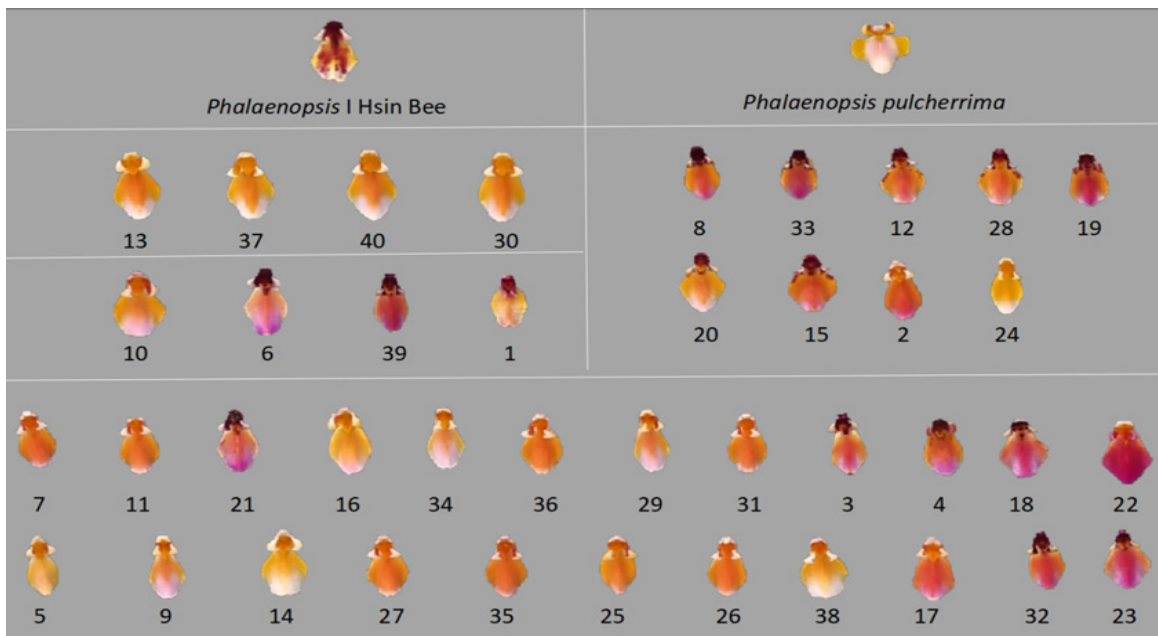 Phalaenopsis I Hsin Bee
Phalaenopsis pulcherrima
13 37 40 30
10 6 39 1
8 33 12 28 19
20 15 2 24
7 11 21 16 34 36 29 31 3 4 18 22
5 9 14 27 35 25 26 38 17 32 23